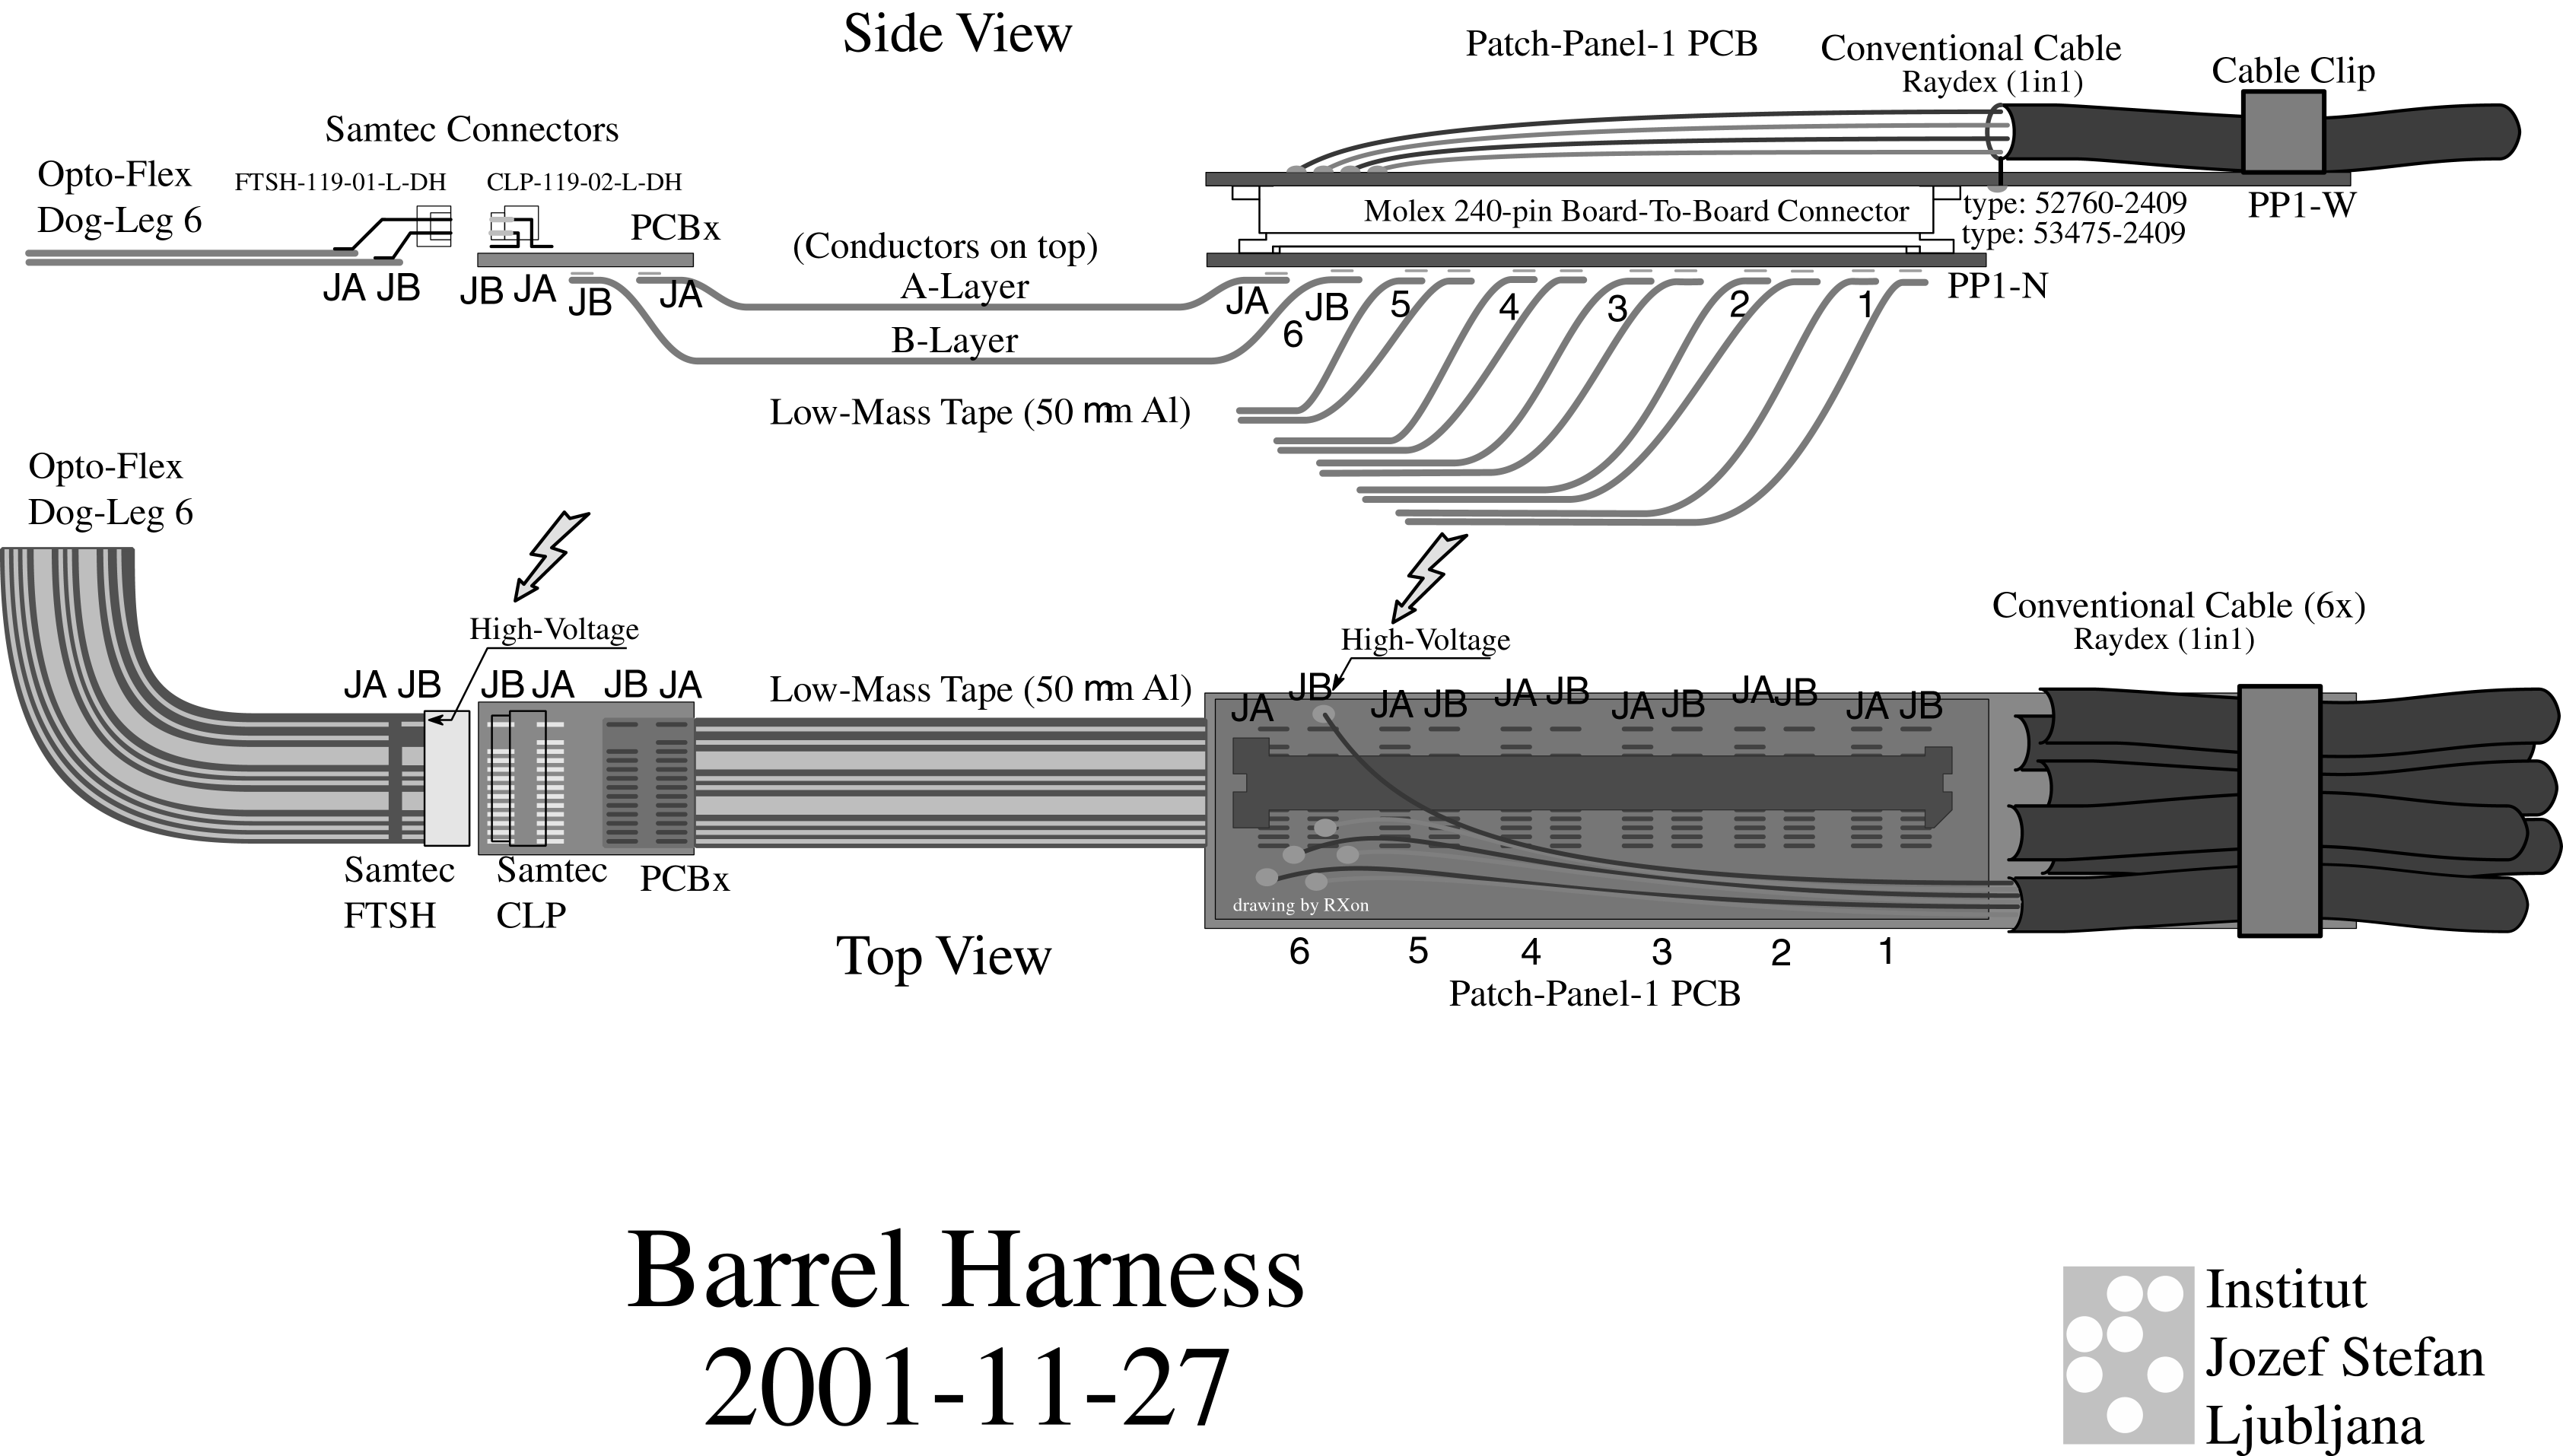 Side View
Patch-Panel-1 PCB
Conventional Cable
Raydex (1in1)
Cable Clip
Samtec Connectors
Opto-Flex
Dog-Leg 6
FTSH-119-01-L-DH
CLP-119-02-L-DH
PCBx
Molex 240-pin Board-To-Board Connector
type: 52760-2409
type: 53475-2409
PP1-W
(Conductors on top)
A-Layer
B-Layer
JA JB
JB JA
JB
JA
JA
JB
6
5
4
3
2
1
PP1-N
Low-Mass Tape (50 mm Al)
Opto-Flex
Dog-Leg 6
High-Voltage
High-Voltage
Conventional Cable (6x)
Raydex (1in1)
JA JB
JB JA
JB JA
Low-Mass Tape (50 mm Al)
JA JB
JA JB
JA JB
JA JB
JA JB
JA JB
Samtec
FTSH
Samtec
CLP
PCBx
drawing by RXon
Top View
6 5 4 3 2 1
Patch-Panel-1 PCB
Barrel Harness
2001-11-27
Institut
Jozef Stefan
Ljubljana